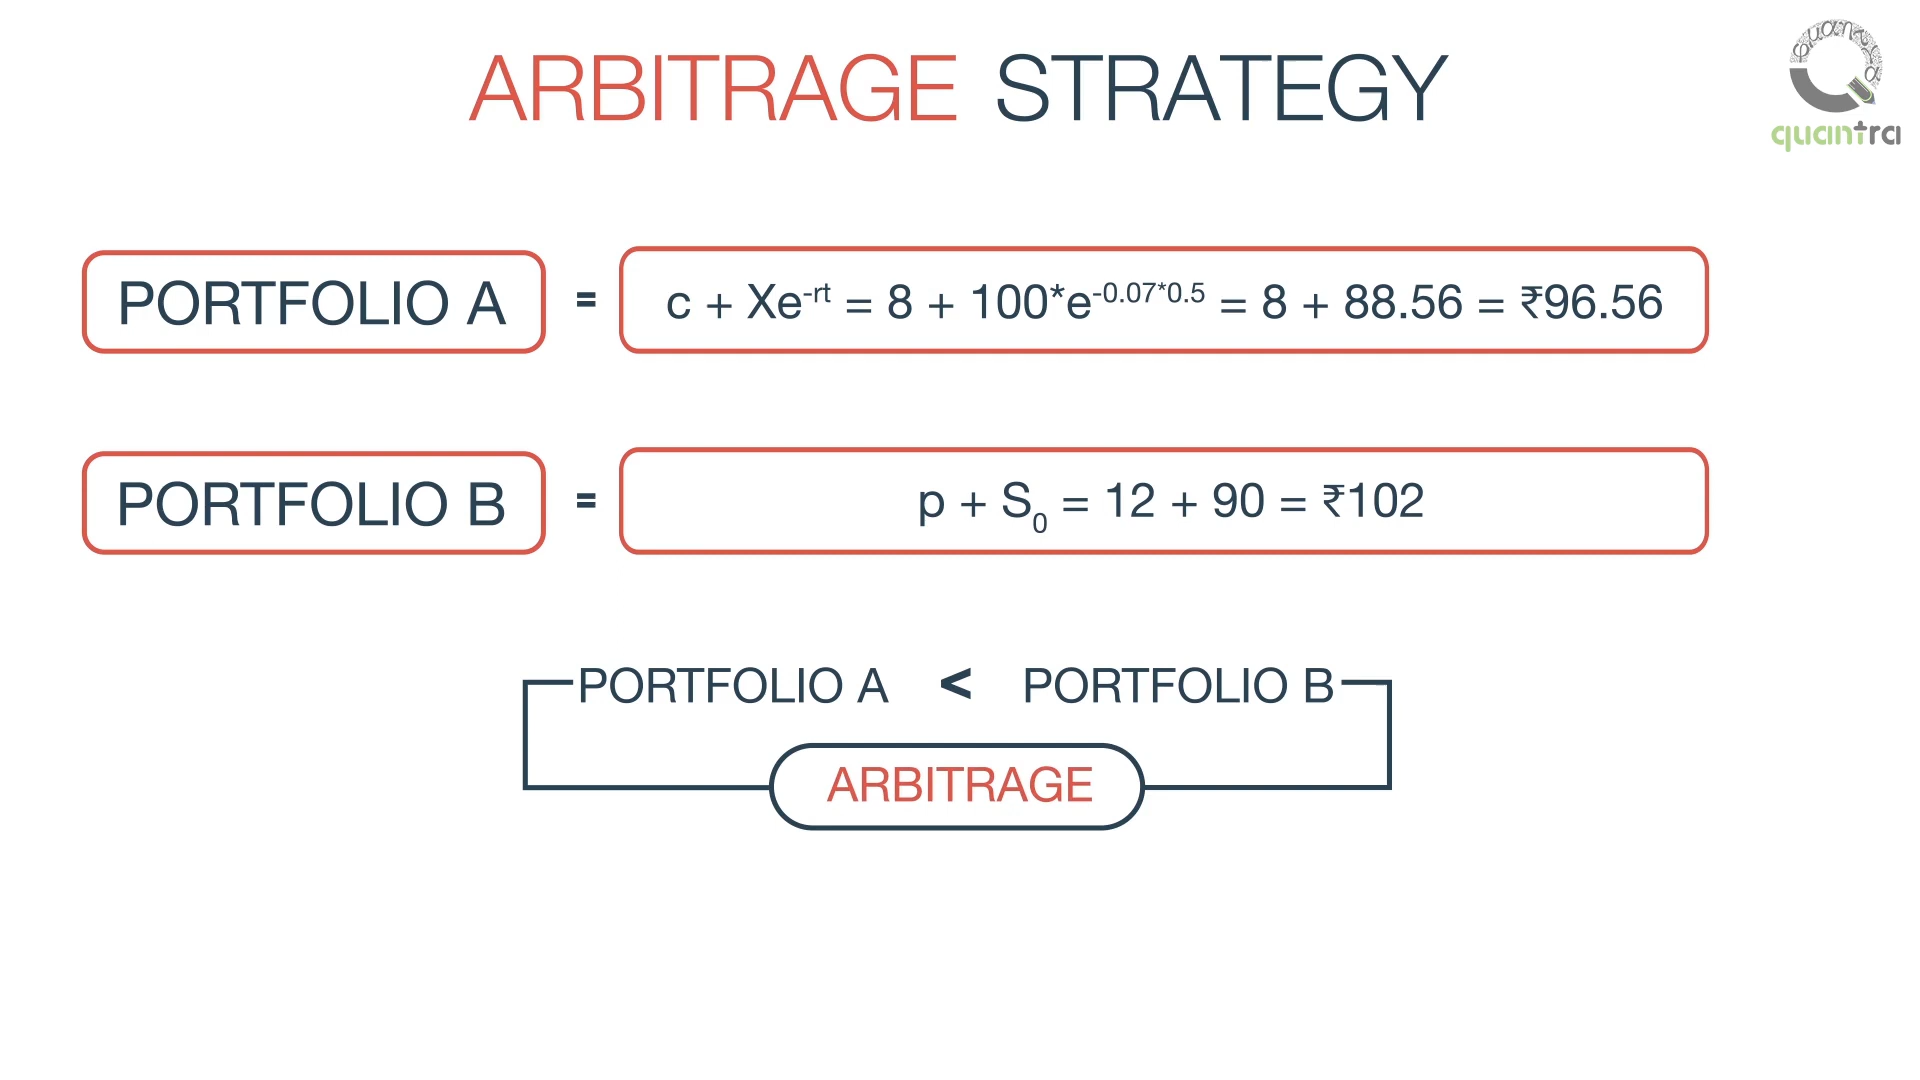 ARBITRAGE STRATEGY
quantra
PORTFOLIO A = c + Xe⁻ʳᵗ = 8 + 100*e^-0.07*0.5 = 8 + 88.56 = ₹96.56
PORTFOLIO B = p + S₀ = 12 + 90 = ₹102
PORTFOLIO A < PORTFOLIO B
ARBITRAGE